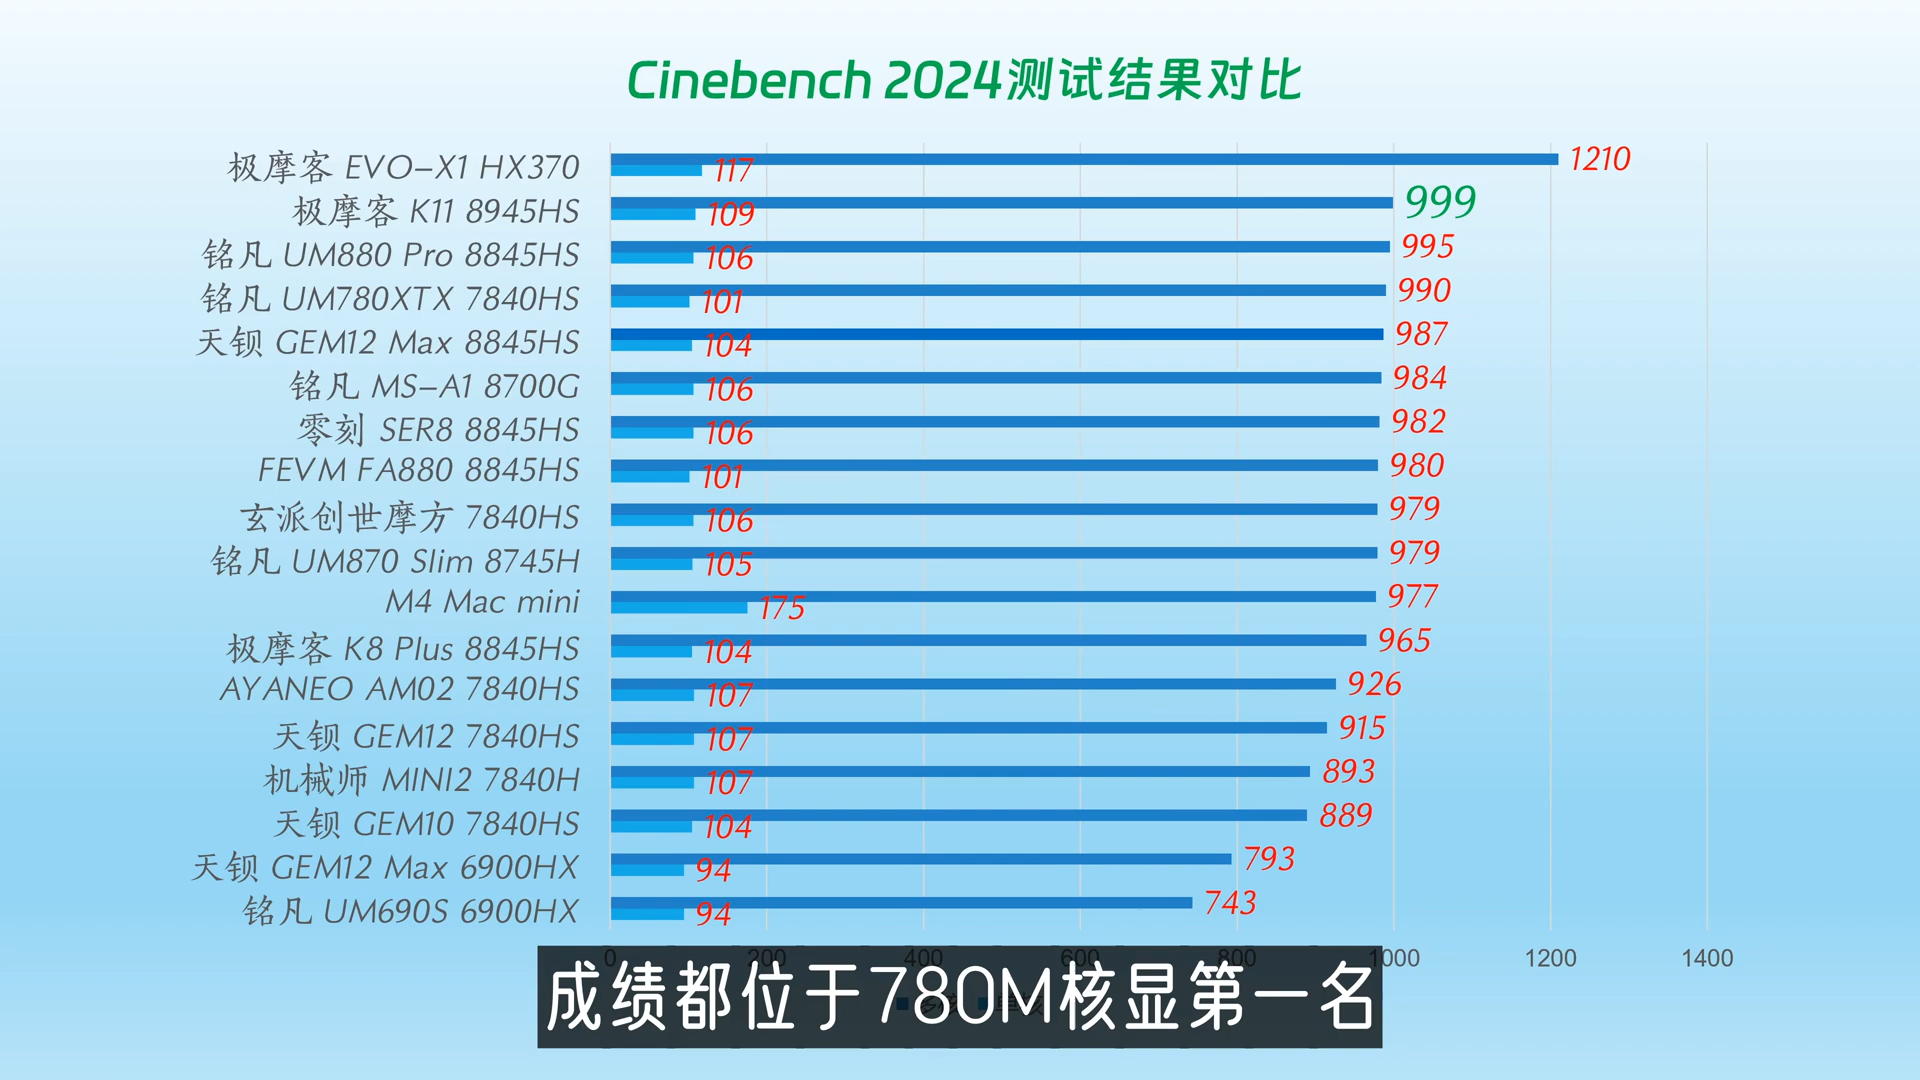 Cinebench 2024测试结果对比
极摩客 EVO-X1 HX370 117 1210
极摩客 K11 8945HS 109 999
铭凡 UM880 Pro 8845HS 106 995
铭凡 UM780XTX 7840HS 101 990
天钡 GEM12 Max 8845HS 104 987
铭凡 MS-A1 8700G 106 984
零刻 SER8 8845HS 106 982
FEVM FA880 8845HS 101 980
玄派创世摩方 7840HS 106 979
铭凡 UM870 Slim 8745H 105 979
M4 Mac mini 175 977
极摩客 K8 Plus 8845HS 104 965
AYANEO AM02 7840HS 107 926
天钡 GEM12 7840HS 107 915
机械师 MINI2 7840H 107 893
天钡 GEM10 7840HS 104 889
天钡 GEM12 Max 6900HX 94 793
铭凡 UM690S 6900HX 94 743
0 200 400 600 800 1000 1200 1400
成绩都位于780M核显第一名